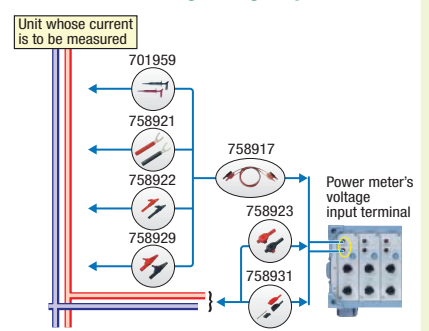 Unit whose current
is to be measured
701959
758921
758917
758922
Power meter's
voltage
input terminal
758923
758929
758931